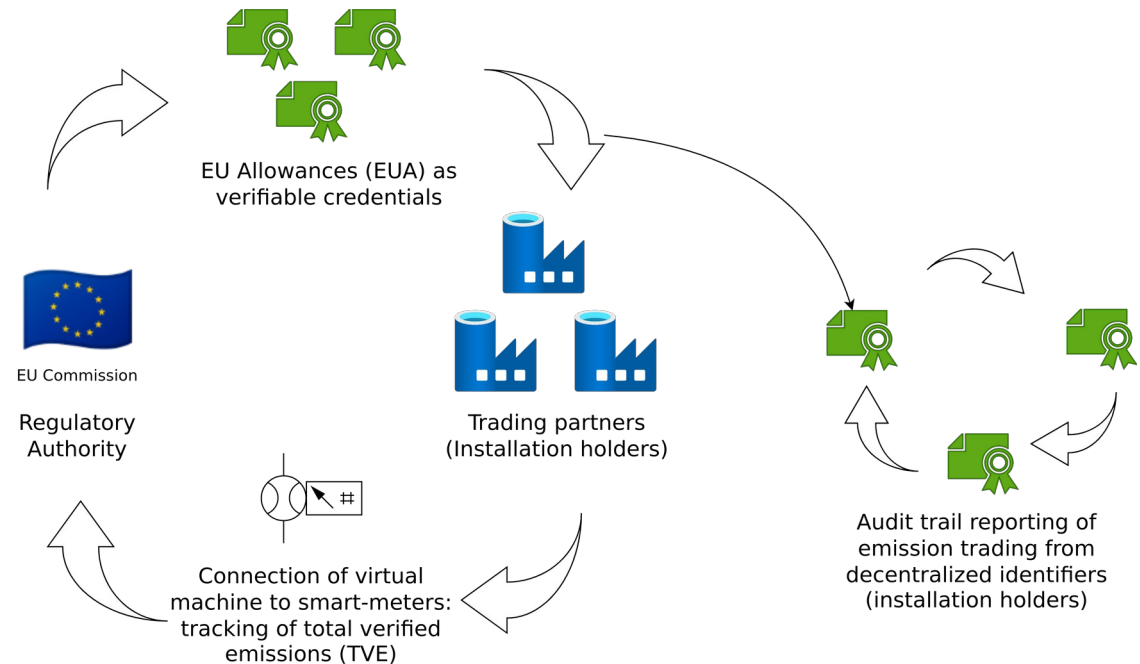 EU Allowances (EUA) as
verifiable credentials
EU Commission
Regulatory
Authority
Trading partners
(Installation holders)
#
Connection of virtual
machine to smart-meters:
tracking of total verified
emissions (TVE)
Audit trail reporting of
emission trading from
decentralized identifiers
(installation holders)